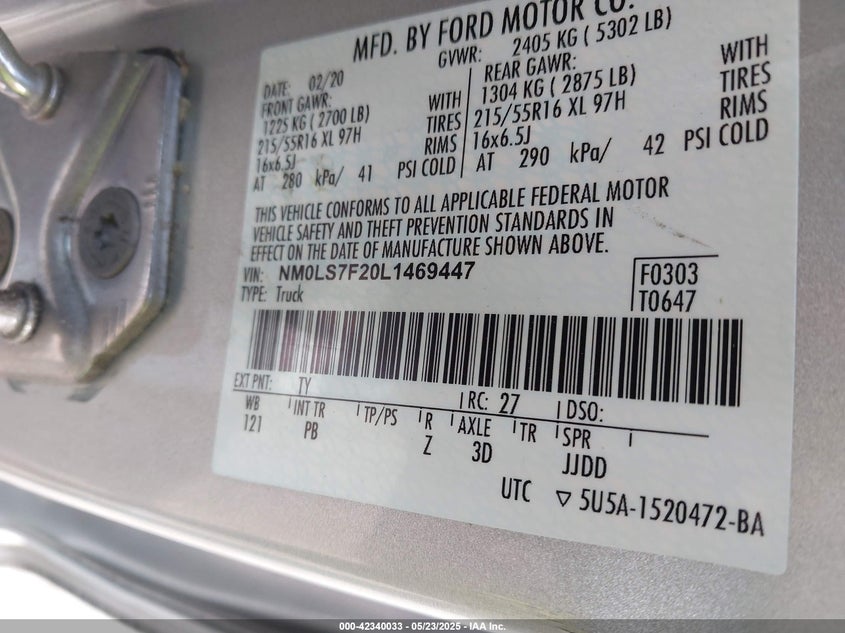 MFD. BY FORD MOTOR CO.
DATE: 02/20 GVWR: 2405 KG ( 5302 LB)
FRONT GAWR: REAR GAWR:
1225 KG ( 2700 LB) WITH 1304 KG ( 2875 LB) WITH
215/55R16 XL 97H TIRES 215/55R16 XL 97H TIRES
16x6.5J RIMS 16x6.5J RIMS
AT 280 kPa/ 41 PSI COLD AT 290 kPa/ 42 PSI COLD
THIS VEHICLE CONFORMS TO ALL APPLICABLE FEDERAL MOTOR
VEHICLE SAFETY AND THEFT PREVENTION STANDARDS IN
EFFECT ON THE DATE OF MANUFACTURE SHOWN ABOVE.
VIN: NM0LS7F20L1469447
TYPE: Truck
F0303
T0647
EXT PNT: TY RC: 27 DSO:
WB INT TR TP/PS R AXLE TR SPR
121 PB Z 3D JJDD
UTC ▽ 5U5A-1520472-BA
000-42340033 — 05/23/2025 — IAA Inc.